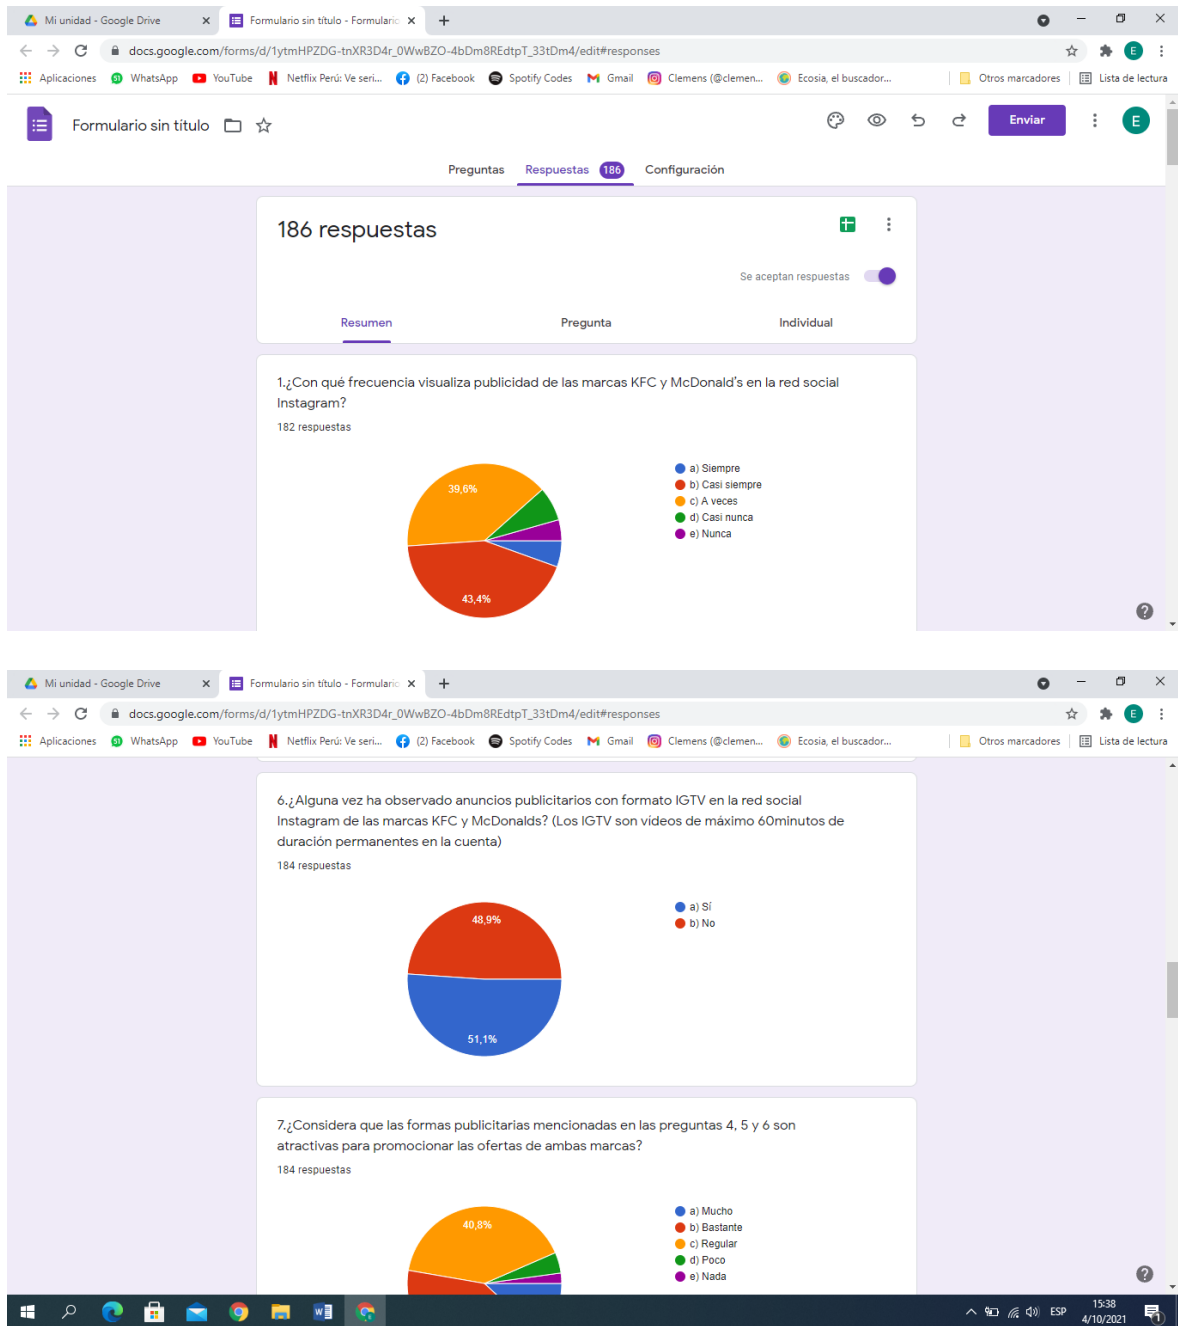 Mi unidad - Google Drive
Formulario sin título - Formulario
docs.google.com/forms/d/1ytmHPZDG-tnXR3D4r_0WwBZO-4bDm8REdtpT_33tDm4/edit#responses
E
Aplicaciones
WhatsApp
YouTube
Netflix Perú: Ve seri...
(2) Facebook
Spotify Codes
Gmail
Clemens (@clemen...
Ecosia, el buscador...
Otros marcadores
Lista de lectura
Formulario sin título
Enviar
E
Preguntas
Respuestas 186
Configuración
186 respuestas
Se aceptan respuestas
Resumen
Pregunta
Individual
1.¿Con qué frecuencia visualiza publicidad de las marcas KFC y McDonald's en la red social
Instagram?
182 respuestas
39,6%
43,4%
a) Siempre
b) Casi siempre
c) A veces
d) Casi nunca
e) Nunca
Mi unidad - Google Drive
Formulario sin título - Formulario
docs.google.com/forms/d/1ytmHPZDG-tnXR3D4r_0WwBZO-4bDm8REdtpT_33tDm4/edit#responses
E
Aplicaciones
WhatsApp
YouTube
Netflix Perú: Ve seri...
(2) Facebook
Spotify Codes
Gmail
Clemens (@clemen...
Ecosia, el buscador...
Otros marcadores
Lista de lectura
6.¿Alguna vez ha observado anuncios publicitarios con formato IGTV en la red social
Instagram de las marcas KFC y McDonalds? (Los IGTV son vídeos de máximo 60minutos de
duración permanentes en la cuenta)
184 respuestas
48,9%
51,1%
a) Sí
b) No
7.¿Considera que las formas publicitarias mencionadas en las preguntas 4, 5 y 6 son
atractivas para promocionar las ofertas de ambas marcas?
184 respuestas
40,8%
a) Mucho
b) Bastante
c) Regular
d) Poco
e) Nada
ESP
15:38
4/10/2021